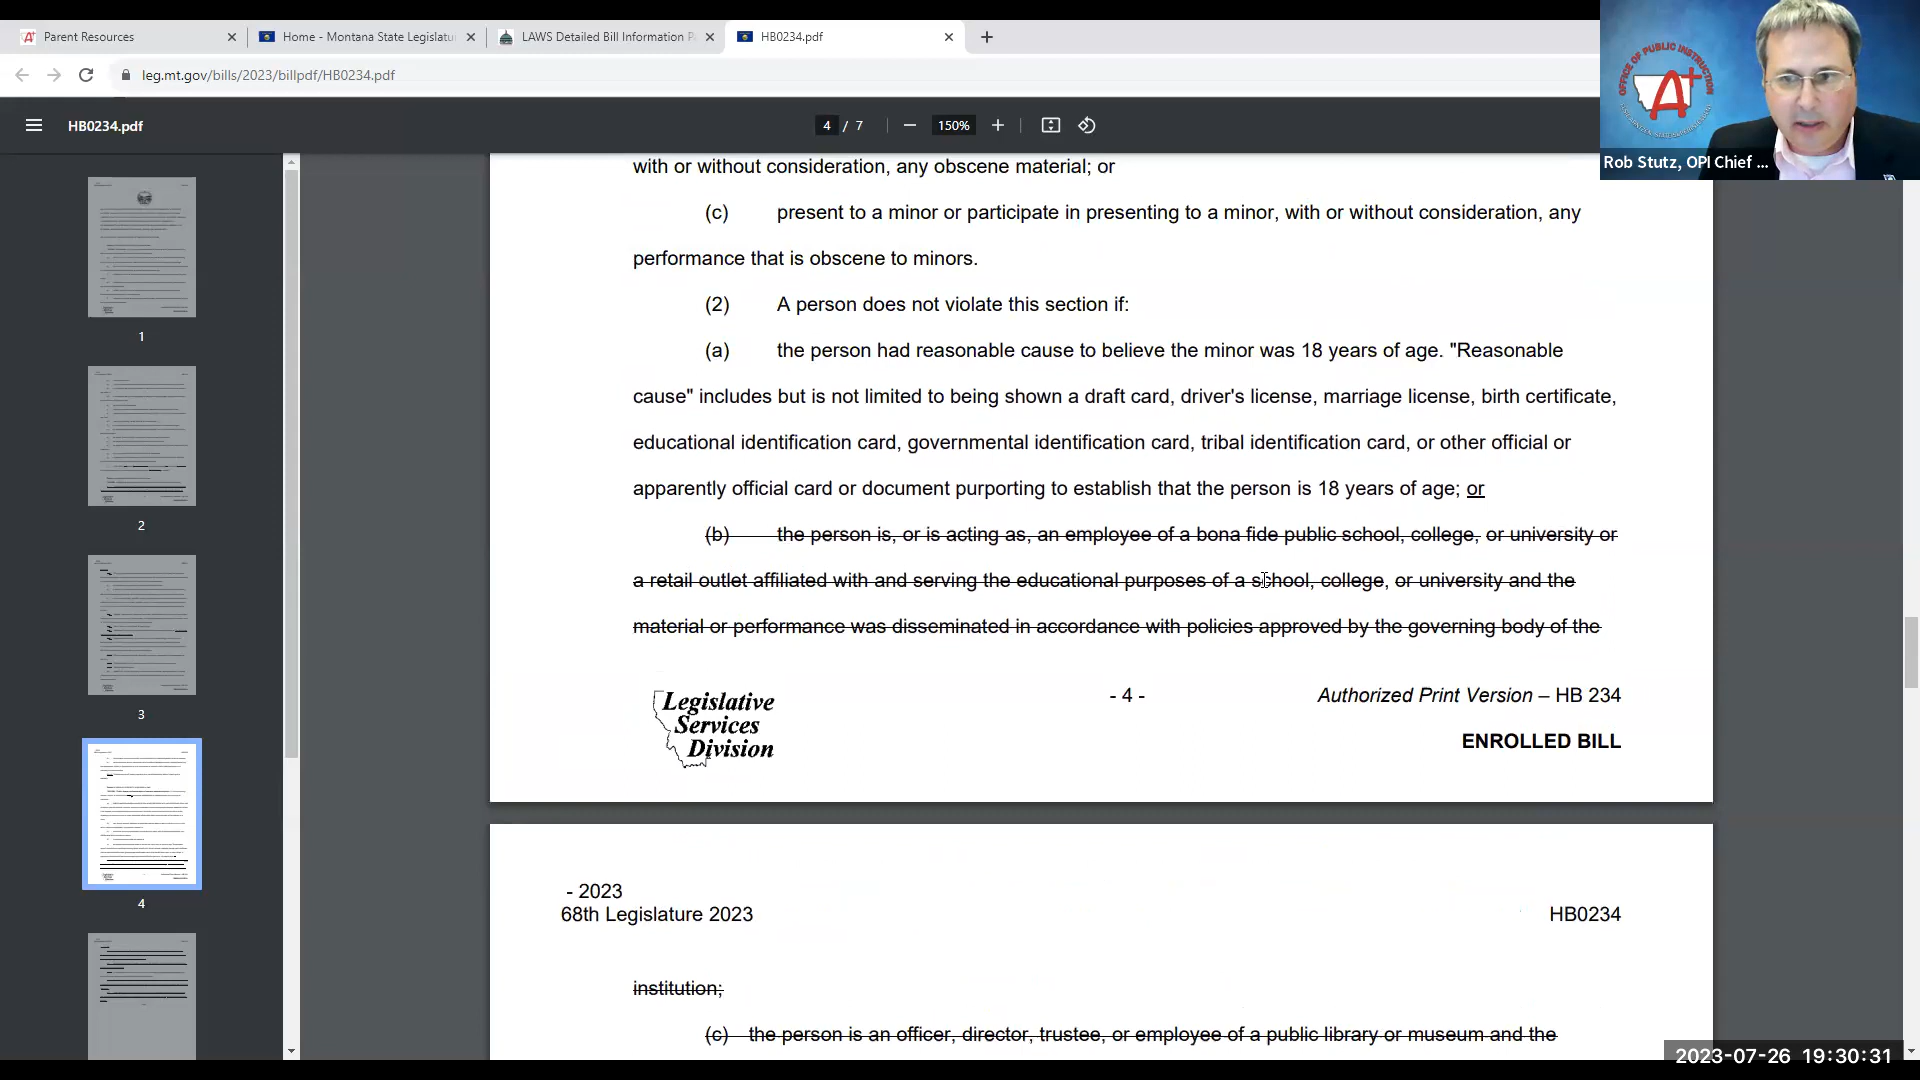 Parent Resources
Home - Montana State Legislatu
LAWS Detailed Bill Information P
HB0234.pdf
leg.mt.gov/bills/2023/billpdf/HB0234.pdf
HB0234.pdf
4 / 7
150%
OFFICE OF PUBLIC INSTRUCTION
A+
Rob Stutz, OPI Chief ...
1
2
3
4
with or without consideration, any obscene material; or
(c) present to a minor or participate in presenting to a minor, with or without consideration, any
performance that is obscene to minors.
(2) A person does not violate this section if:
(a) the person had reasonable cause to believe the minor was 18 years of age. "Reasonable
cause" includes but is not limited to being shown a draft card, driver's license, marriage license, birth certificate,
educational identification card, governmental identification card, tribal identification card, or other official or
apparently official card or document purporting to establish that the person is 18 years of age; or
(b) the person is, or is acting as, an employee of a bona fide public school, college, or university or
a retail outlet affiliated with and serving the educational purposes of a school, college, or university and the
material or performance was disseminated in accordance with policies approved by the governing body of the
Legislative
Services
Division
- 4 -
Authorized Print Version – HB 234
ENROLLED BILL
- 2023
68th Legislature 2023
HB0234
institution;
(c) the person is an officer, director, trustee, or employee of a public library or museum and the
2023-07-26 19:30:31